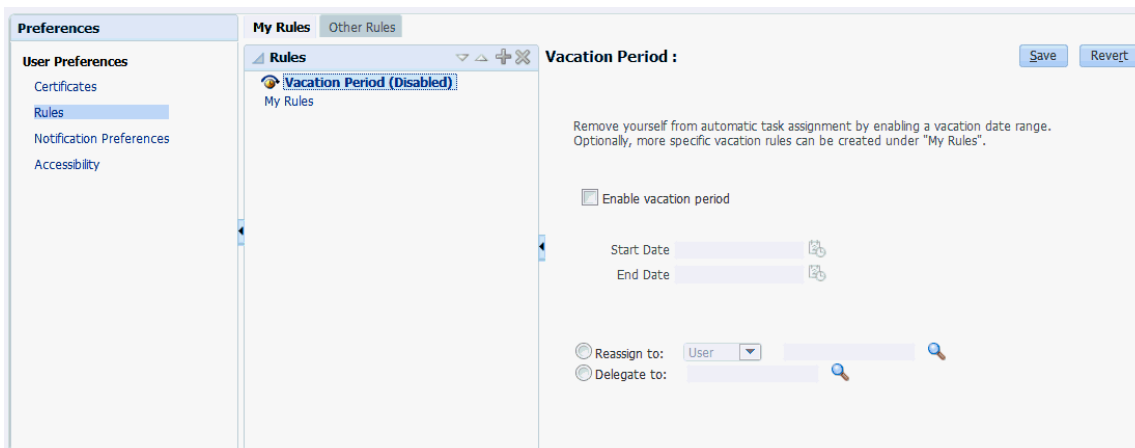 Preferences
User Preferences
Certificates
Rules
Notification Preferences
Accessibility
My Rules Other Rules
Rules
Vacation Period (Disabled)
My Rules
Vacation Period :
Save Revert
Remove yourself from automatic task assignment by enabling a vacation date range.
Optionally, more specific vacation rules can be created under "My Rules".
Enable vacation period
Start Date
End Date
Reassign to: User
Delegate to: